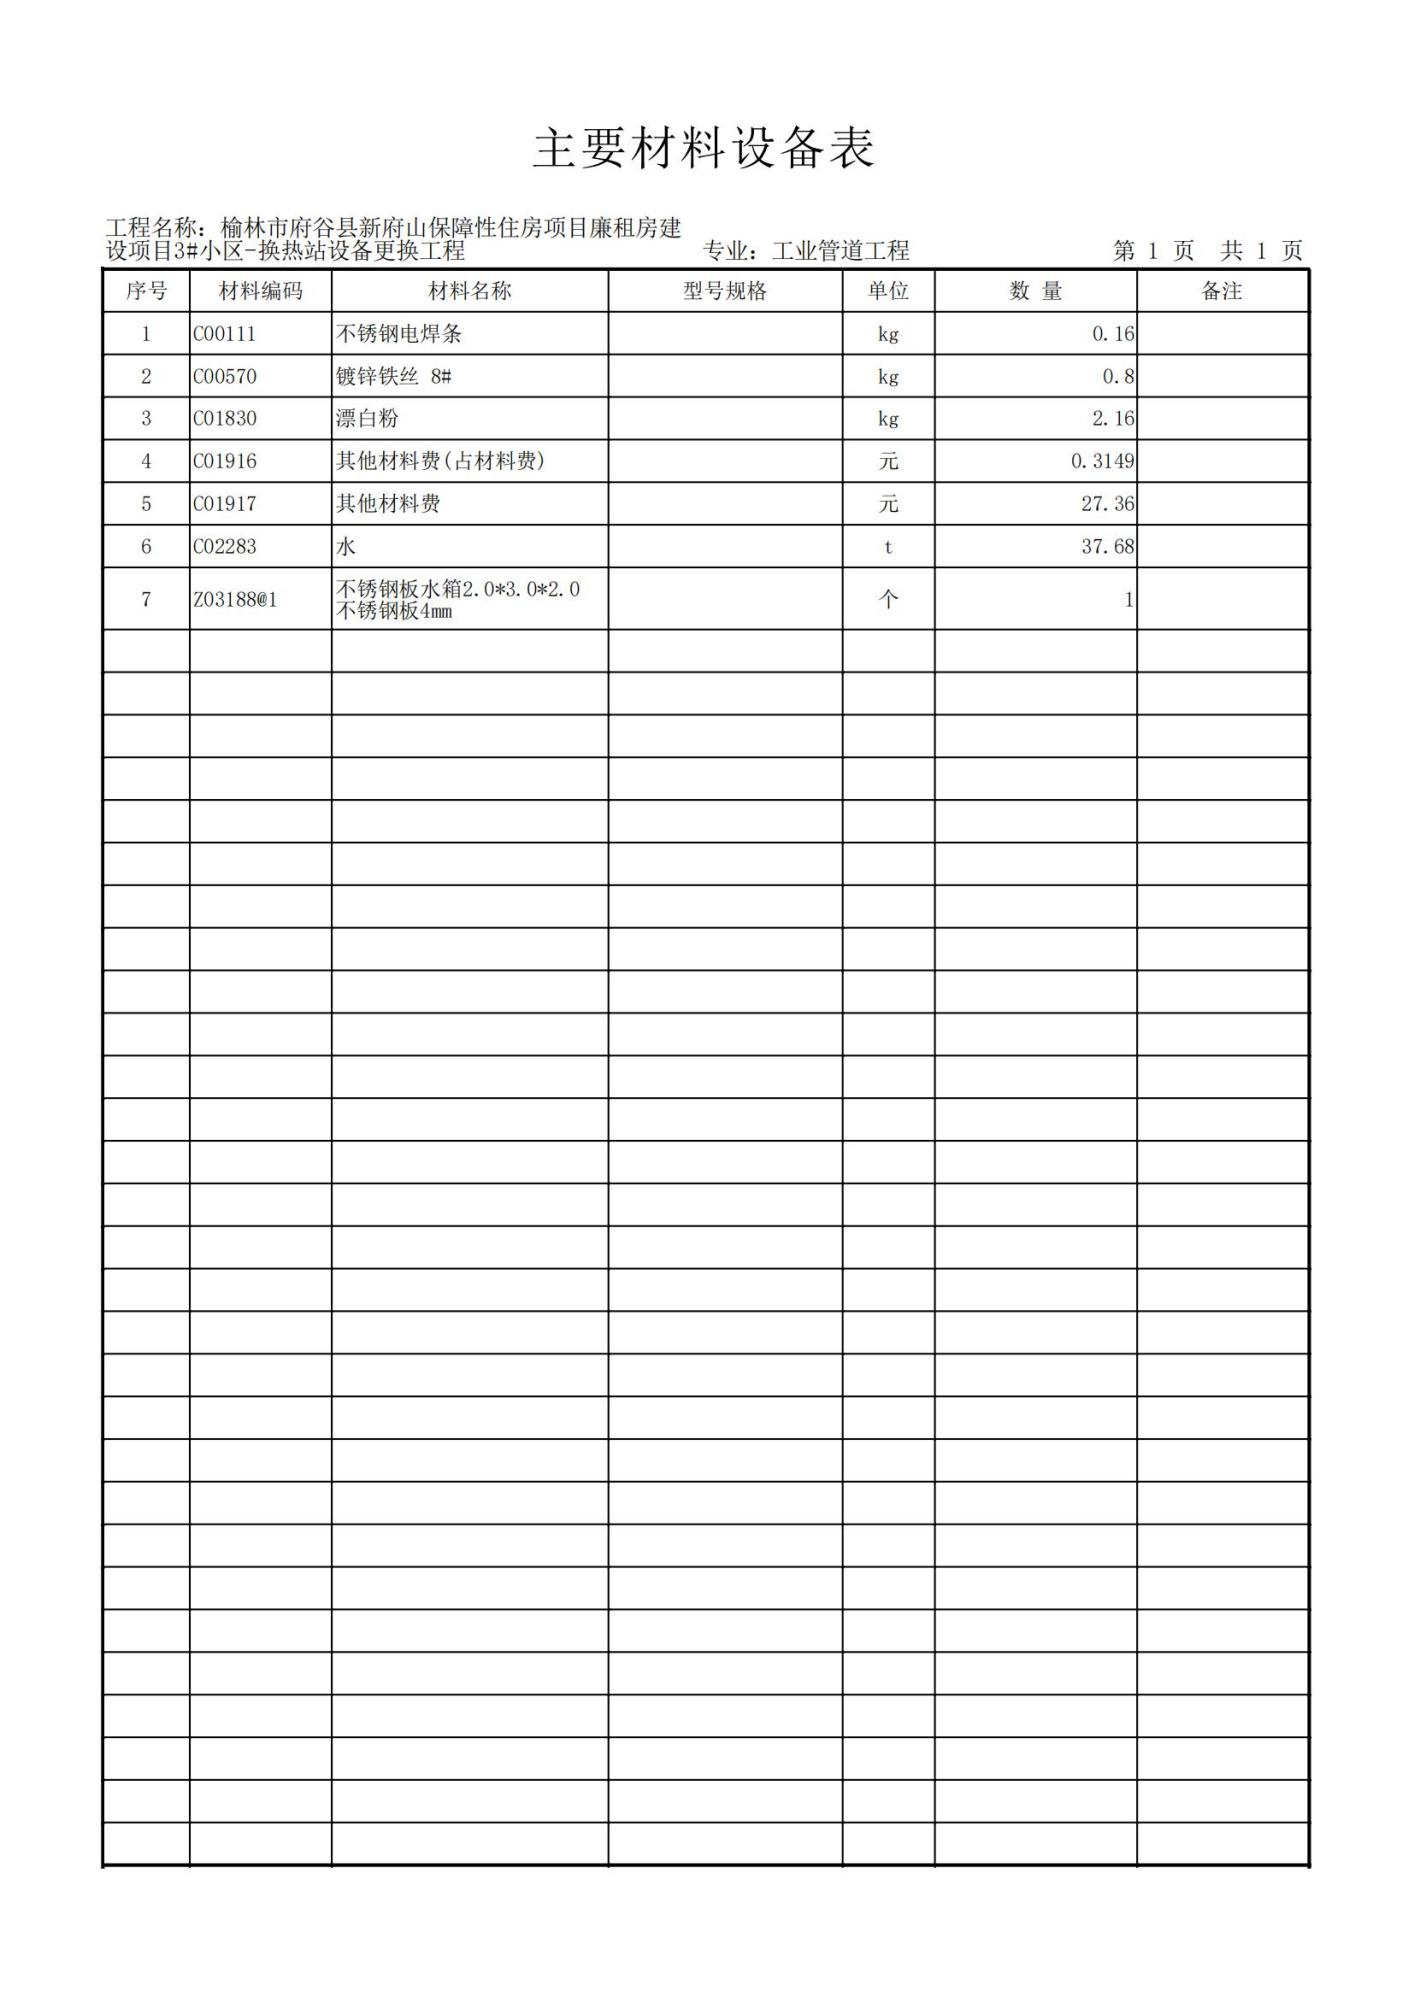 主要材料设备表
工程名称：榆林市府谷县新府山保障性住房项目廉租房建
设项目3#小区-换热站设备更换工程 专业：工业管道工程 第 1 页 共 1 页
序号 材料编码 材料名称 型号规格 单位 数 量 备注
1 C00111 不锈钢电焊条 kg 0.16
2 C00570 镀锌铁丝 8# kg 0.8
3 C01830 漂白粉 kg 2.16
4 C01916 其他材料费(占材料费) 元 0.3149
5 C01917 其他材料费 元 27.36
6 C02283 水 t 37.68
7 Z03188@1 不锈钢板水箱2.0*3.0*2.0 个 1
不锈钢板4mm